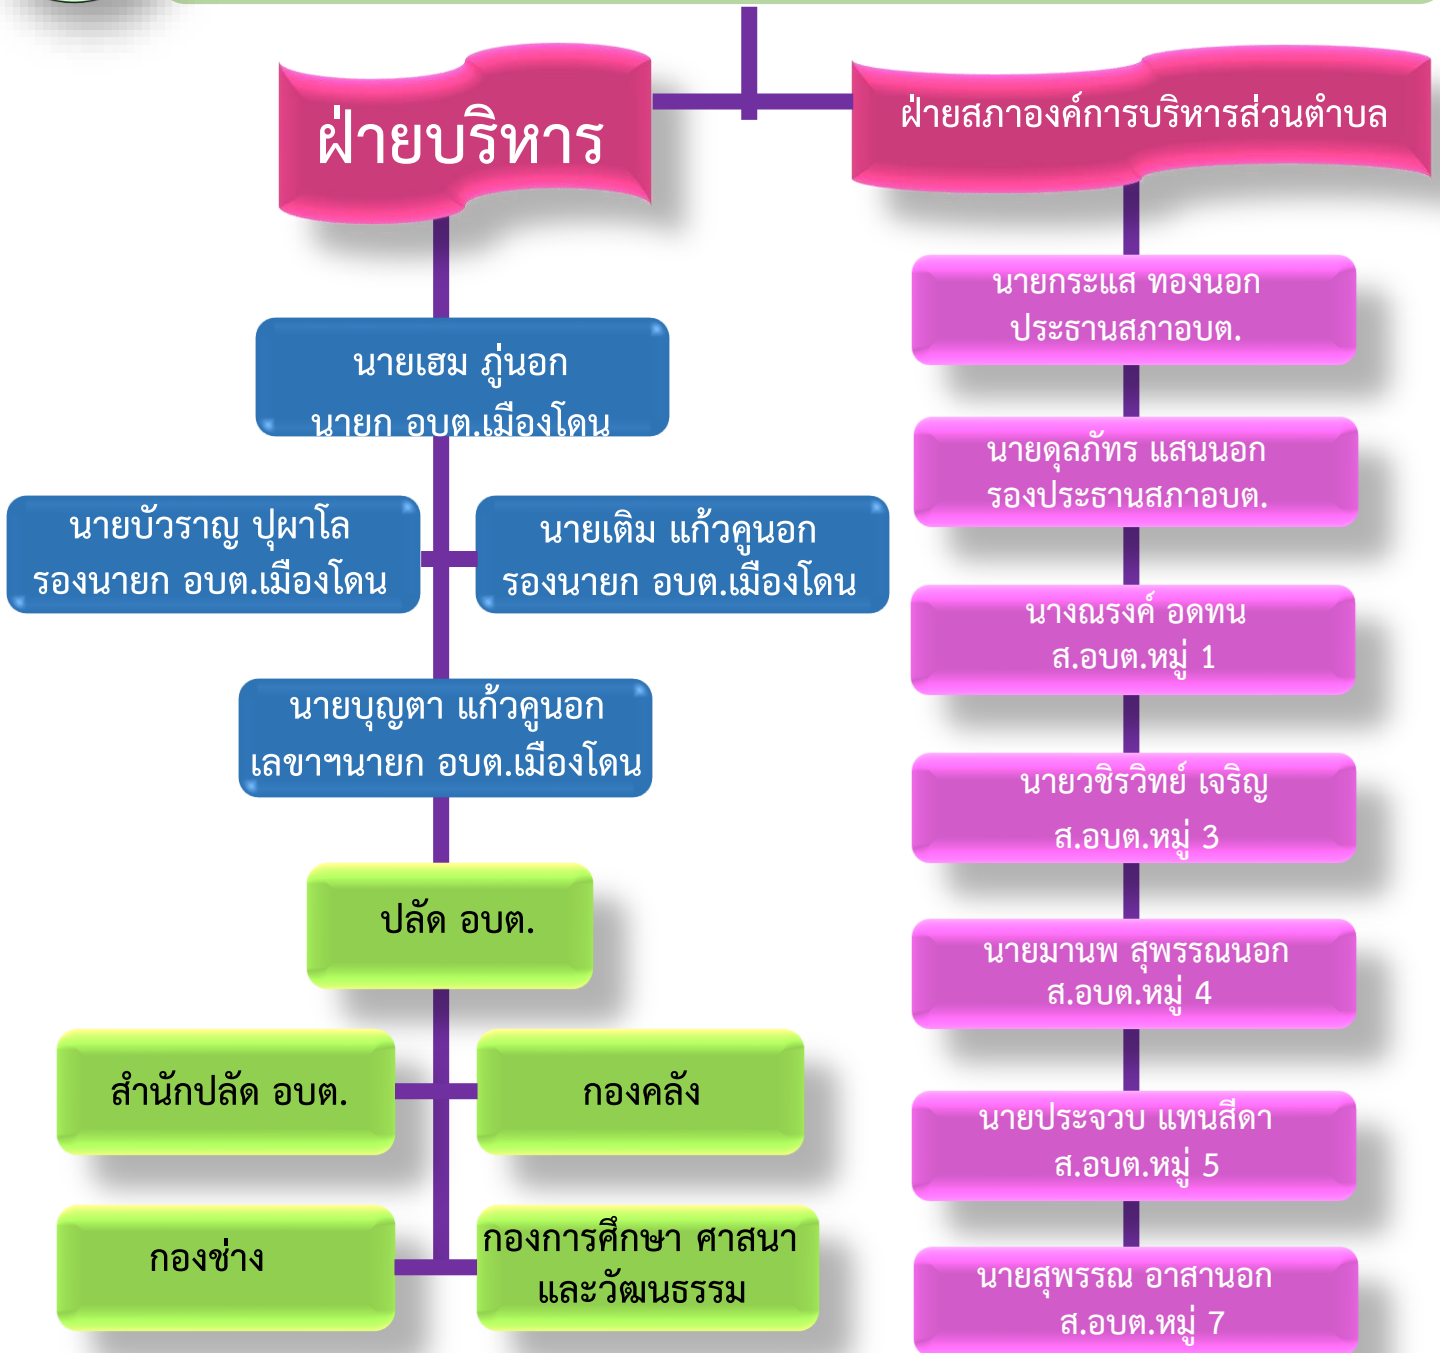 ฝ่ายบริหาร
ฝ่ายสภาองค์การบริหารส่วนตำบล
นายเฮม ภู่นอก
นายก อบต.เมืองโดน
นายบัวราญ ปุผาโล
รองนายก อบต.เมืองโดน
นายเติม แก้วคูนอก
รองนายก อบต.เมืองโดน
นายบุญตา แก้วคูนอก
เลขาฯนายก อบต.เมืองโดน
ปลัด อบต.
สำนักปลัด อบต.
กองคลัง
กองช่าง
กองการศึกษา ศาสนา
และวัฒนธรรม
นายกระแส ทองนอก
ประธานสภาอบต.
นายดุลภัทร แสนนอก
รองประธานสภาอบต.
นางณรงค์ อดทน
ส.อบต.หมู่ 1
นายวชิรวิทย์ เจริญ
ส.อบต.หมู่ 3
นายมานพ สุพรรณนอก
ส.อบต.หมู่ 4
นายประจวบ แทนสีดา
ส.อบต.หมู่ 5
นายสุพรรณ อาสานอก
ส.อบต.หมู่ 7